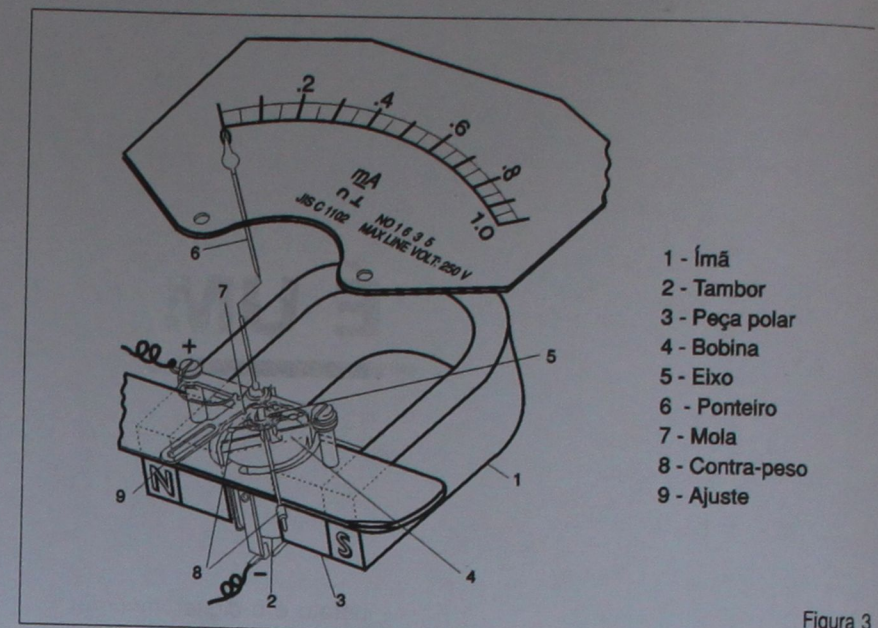 .2
.4
.6
.8
1.0
mA
JIS C 1102 NO 1 6 3 5
MAX LINE VOLT: 250 V
6
7
+
5
1
9
N
S
8
-
2
3
4
1 - Ímã
2 - Tambor
3 - Peça polar
4 - Bobina
5 - Eixo
6 - Ponteiro
7 - Mola
8 - Contra-peso
9 - Ajuste
Figura 3